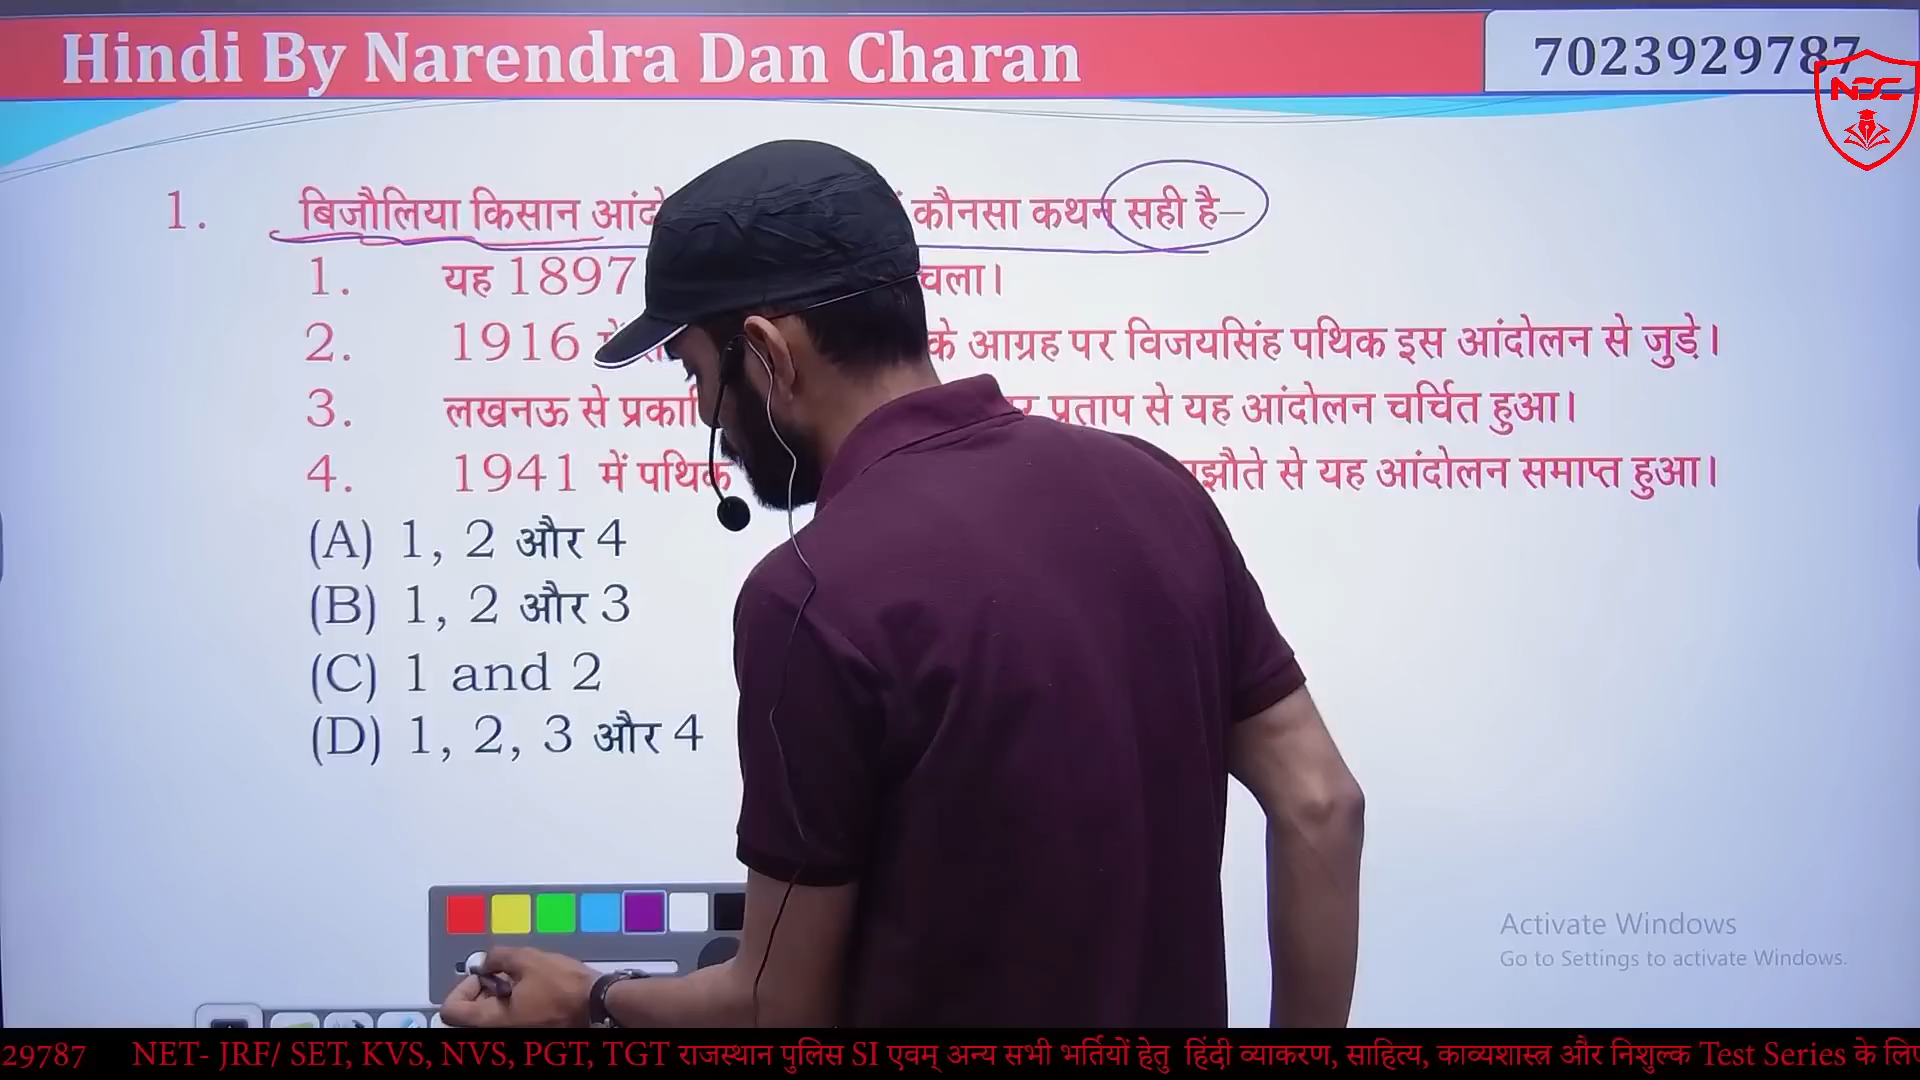 Hindi By Narendra Dan Charan
7023929787
NSC
1. बिजौलिया किसान कौनसा कथन सही है–
1. यह 1897 चला।
2. 1916 के आग्रह पर विजयसिंह पथिक इस आंदोलन से जुड़े।
3. लखनऊ से प्रताप से यह आंदोलन चर्चित हुआ।
4. 1941 में पथिक से यह आंदोलन समाप्त हुआ।
(A) 1, 2 और 4
(B) 1, 2 और 3
(C) 1 and 2
(D) 1, 2, 3 और 4
Activate Windows
Go to Settings to activate Windows.
29787 NET- JRF/ SET, KVS, NVS, PGT, TGT राजस्थान पुलिस SI एवम् अन्य सभी भर्तियों हेतु हिंदी व्याकरण, साहित्य, काव्यशास्त्र और निशुल्क Test Series के